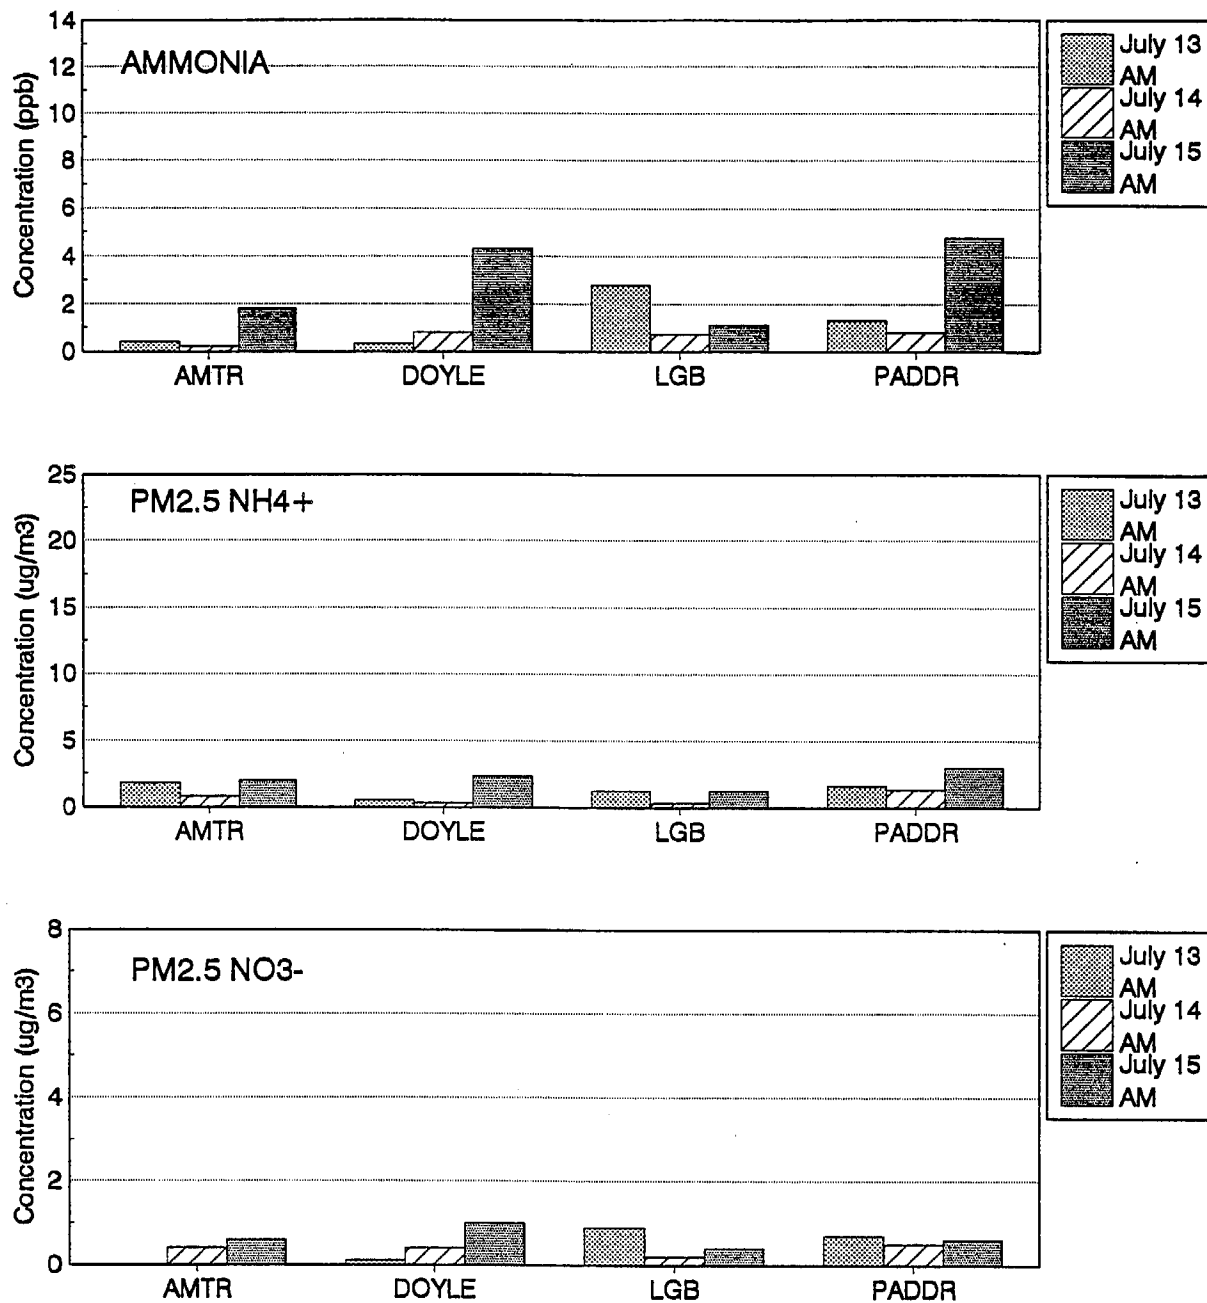 AMMONIA
Concentration (ppb)
14
12
10
8
6
4
2
0
AMTR DOYLE LGB PADDR
July 13
AM
July 14
AM
July 15
AM
PM2.5 NH4+
Concentration (ug/m3)
25
20
15
10
5
0
AMTR DOYLE LGB PADDR
July 13
AM
July 14
AM
July 15
AM
PM2.5 NO3-
Concentration (ug/m3)
8
6
4
2
0
AMTR DOYLE LGB PADDR
July 13
AM
July 14
AM
July 15
AM